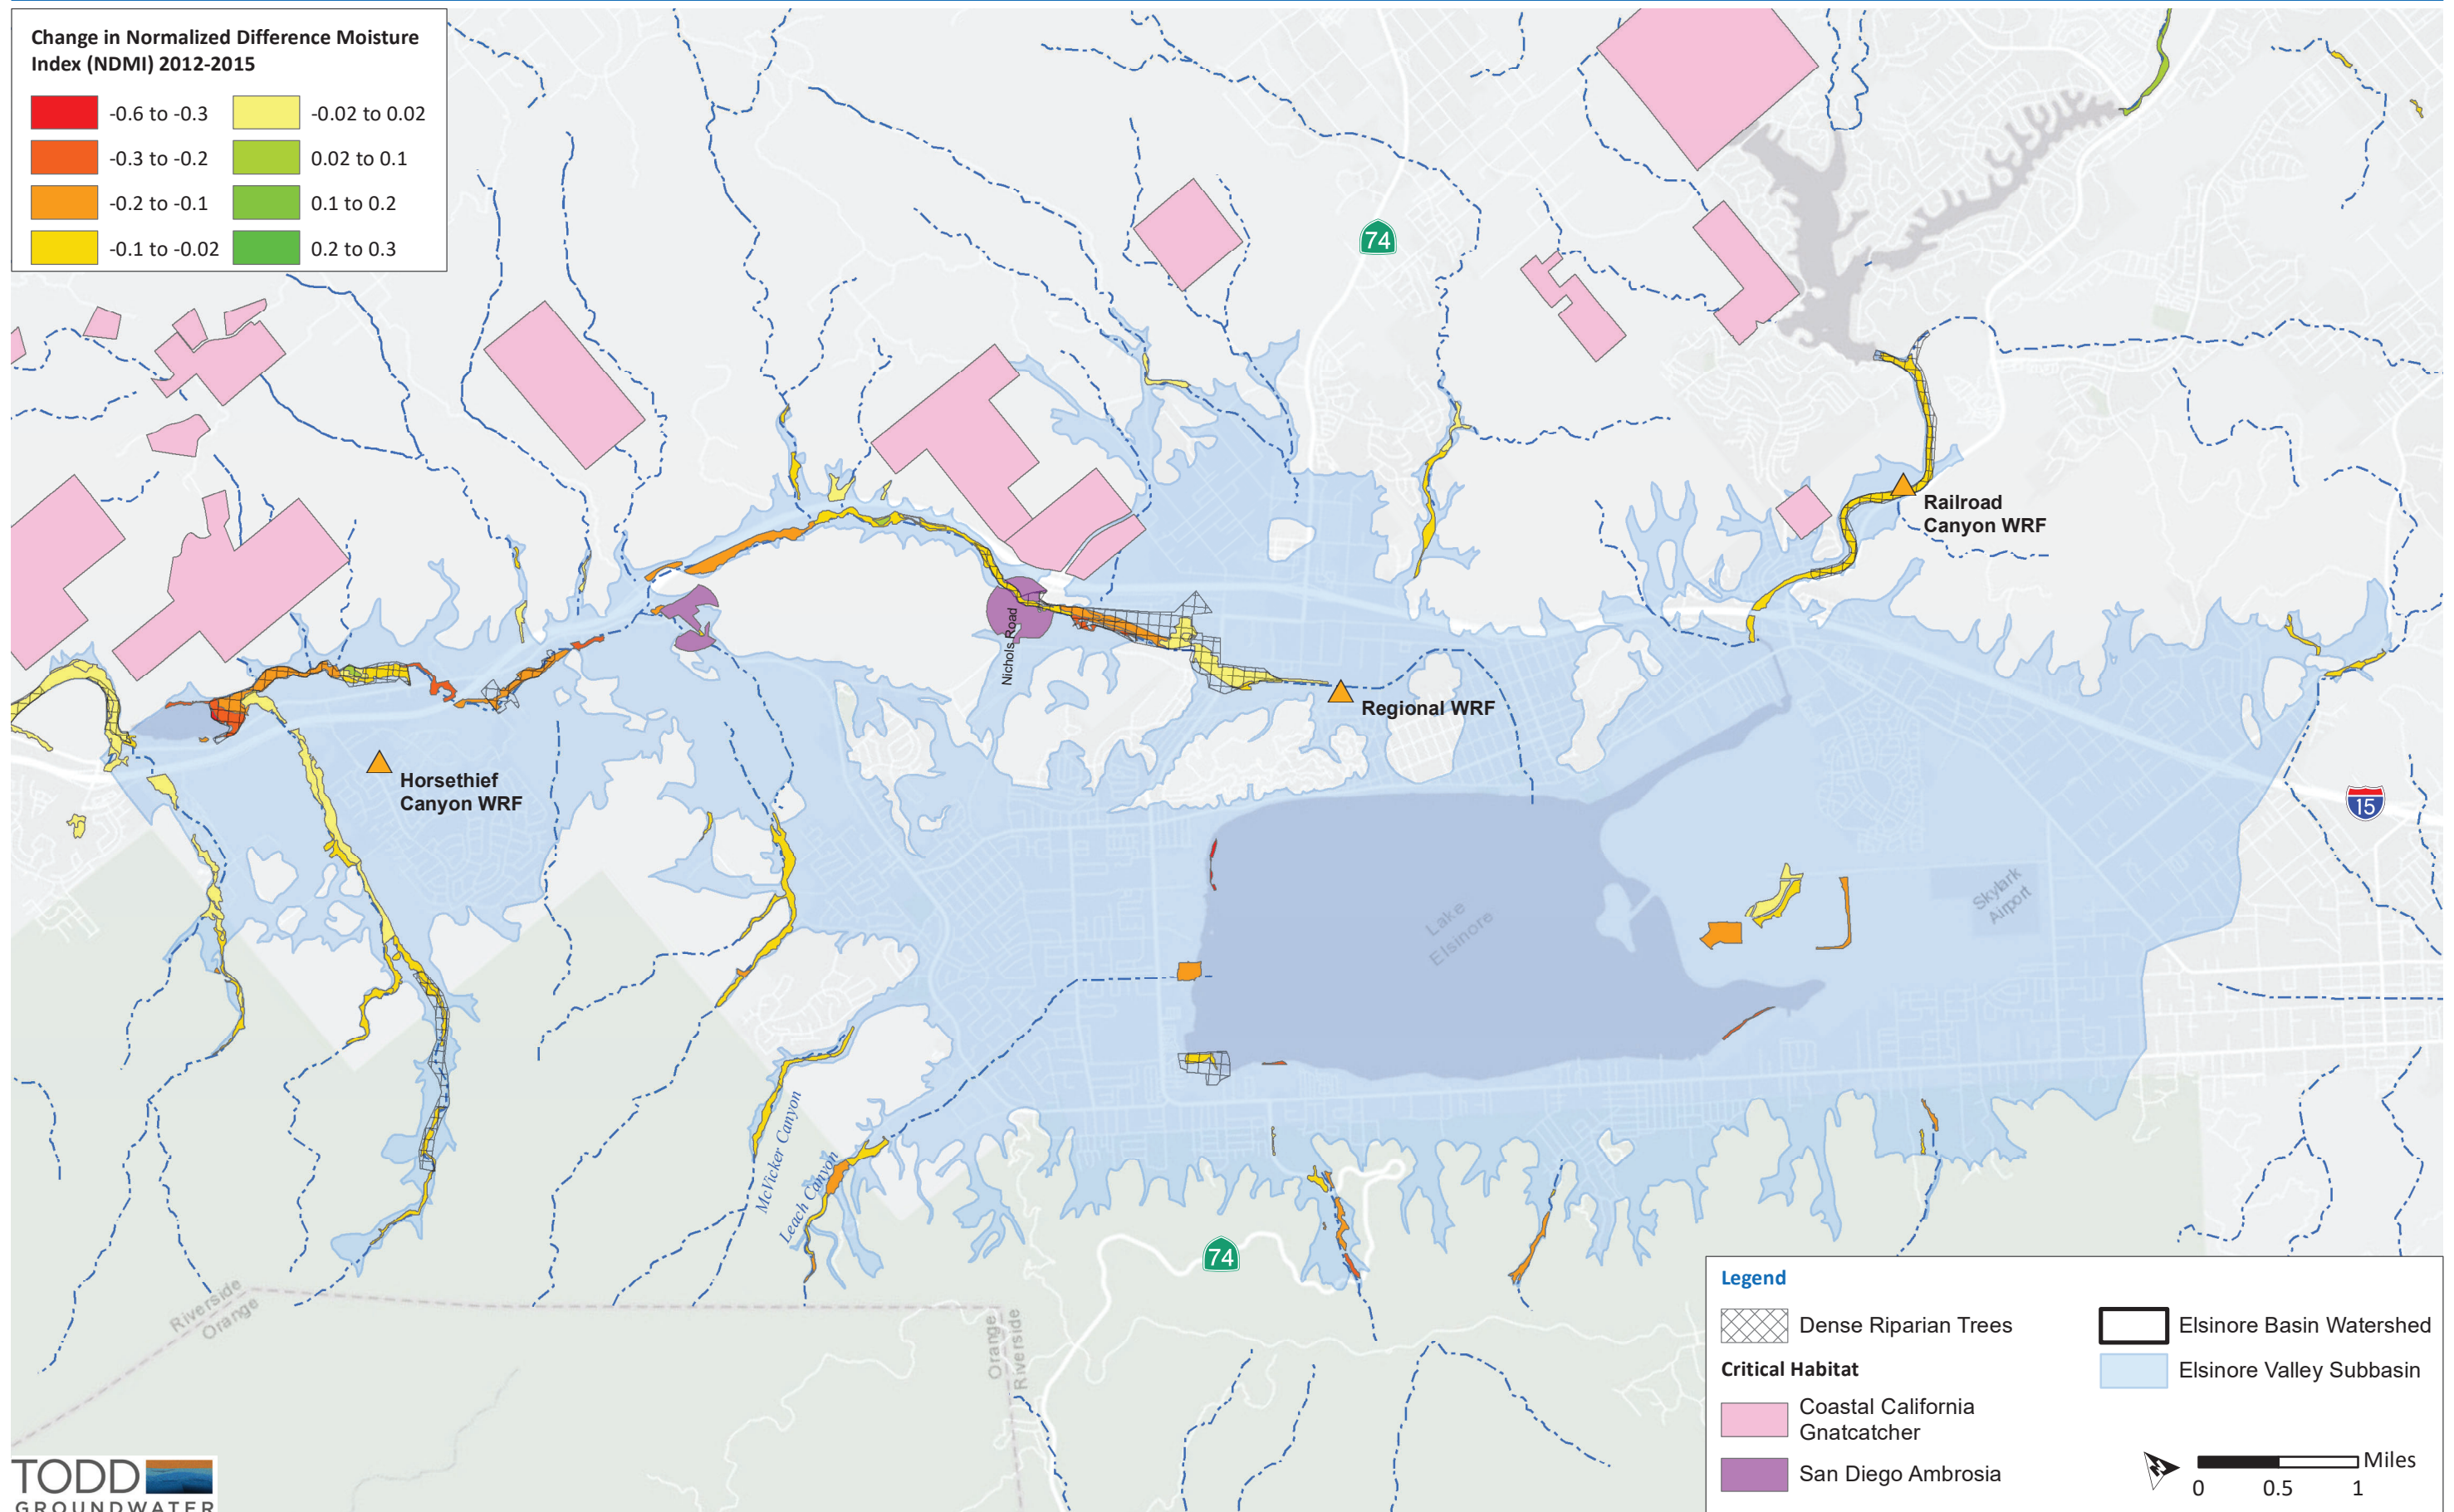 Change in Normalized Difference Moisture
Index (NDMI) 2012-2015
-0.6 to -0.3
-0.02 to 0.02
-0.3 to -0.2
0.02 to 0.1
-0.2 to -0.1
0.1 to 0.2
-0.1 to -0.02
0.2 to 0.3
74
Railroad
Canyon WRF
Nichols Road
Regional WRF
Horsethief
Canyon WRF
15
Lake
Elsinore
Skylark
Airport
McVicker Canyon
Leach Canyon
74
Riverside
Orange
Orange
Riverside
Legend
Dense Riparian Trees
Critical Habitat
Coastal California
Gnatcatcher
San Diego Ambrosia
Elsinore Basin Watershed
Elsinore Valley Subbasin
N
Miles
0 0.5 1
TODD
GROUNDWATER